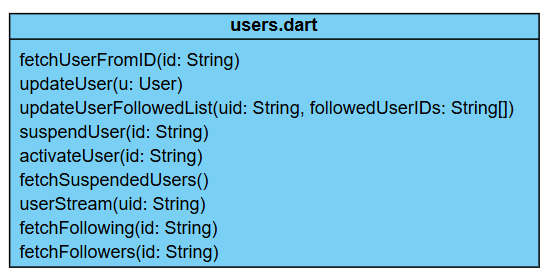 users.dart
fetchUserFromID(id: String)
updateUser(u: User)
updateUserFollowedList(uid: String, followedUserIDs: String[])
suspendUser(id: String)
activateUser(id: String)
fetchSuspendedUsers()
userStream(uid: String)
fetchFollowing(id: String)
fetchFollowers(id: String)